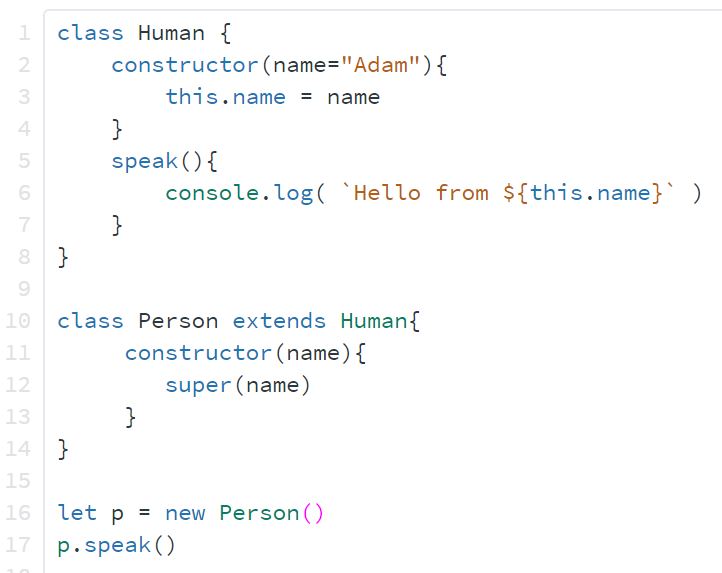 1 class Human {
2     constructor(name="Adam"){
3         this.name = name
4     }
5     speak(){
6         console.log( `Hello from ${this.name}` )
7     }
8 }
9
10 class Person extends Human{
11      constructor(name){
12         super(name)
13      }
14 }
15
16 let p = new Person()
17 p.speak()